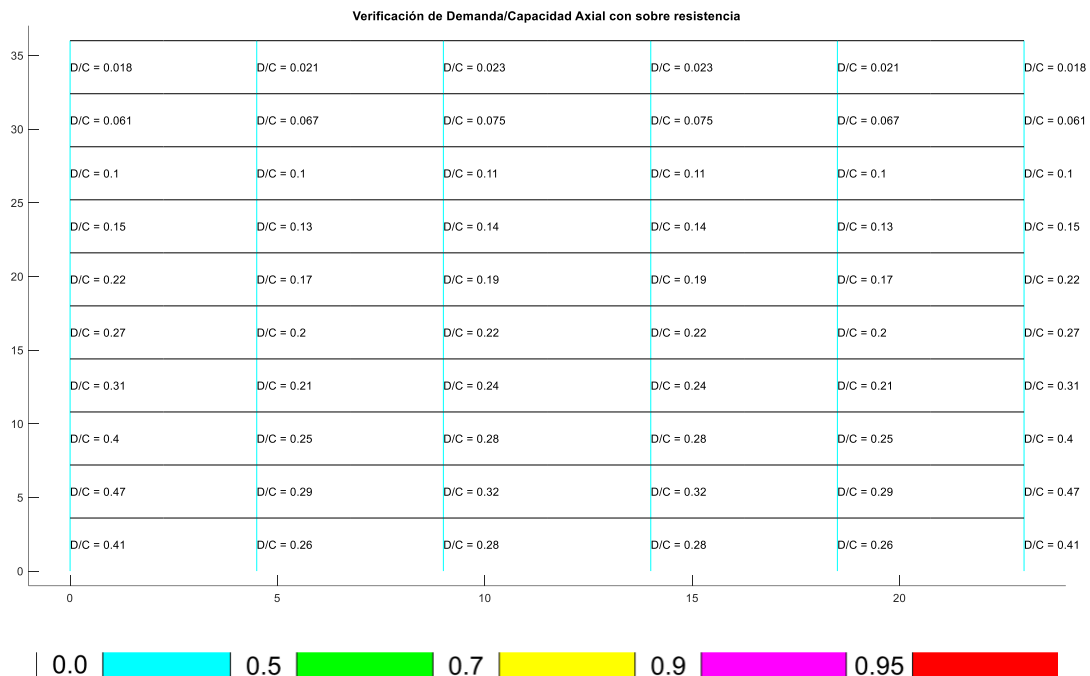 Verificación de Demanda/Capacidad Axial con sobre resistencia
35
D/C = 0.018 D/C = 0.021 D/C = 0.023 D/C = 0.023 D/C = 0.021 D/C = 0.018
30
D/C = 0.061 D/C = 0.067 D/C = 0.075 D/C = 0.075 D/C = 0.067 D/C = 0.061
D/C = 0.1 D/C = 0.1 D/C = 0.11 D/C = 0.11 D/C = 0.1 D/C = 0.1
25
D/C = 0.15 D/C = 0.13 D/C = 0.14 D/C = 0.14 D/C = 0.13 D/C = 0.15
20
D/C = 0.22 D/C = 0.17 D/C = 0.19 D/C = 0.19 D/C = 0.17 D/C = 0.22
D/C = 0.27 D/C = 0.2 D/C = 0.22 D/C = 0.22 D/C = 0.2 D/C = 0.27
15
D/C = 0.31 D/C = 0.21 D/C = 0.24 D/C = 0.24 D/C = 0.21 D/C = 0.31
10
D/C = 0.4 D/C = 0.25 D/C = 0.28 D/C = 0.28 D/C = 0.25 D/C = 0.4
D/C = 0.47 D/C = 0.29 D/C = 0.32 D/C = 0.32 D/C = 0.29 D/C = 0.47
5
D/C = 0.41 D/C = 0.26 D/C = 0.28 D/C = 0.28 D/C = 0.26 D/C = 0.41
0
0 5 10 15 20
0.0 0.5 0.7 0.9 0.95